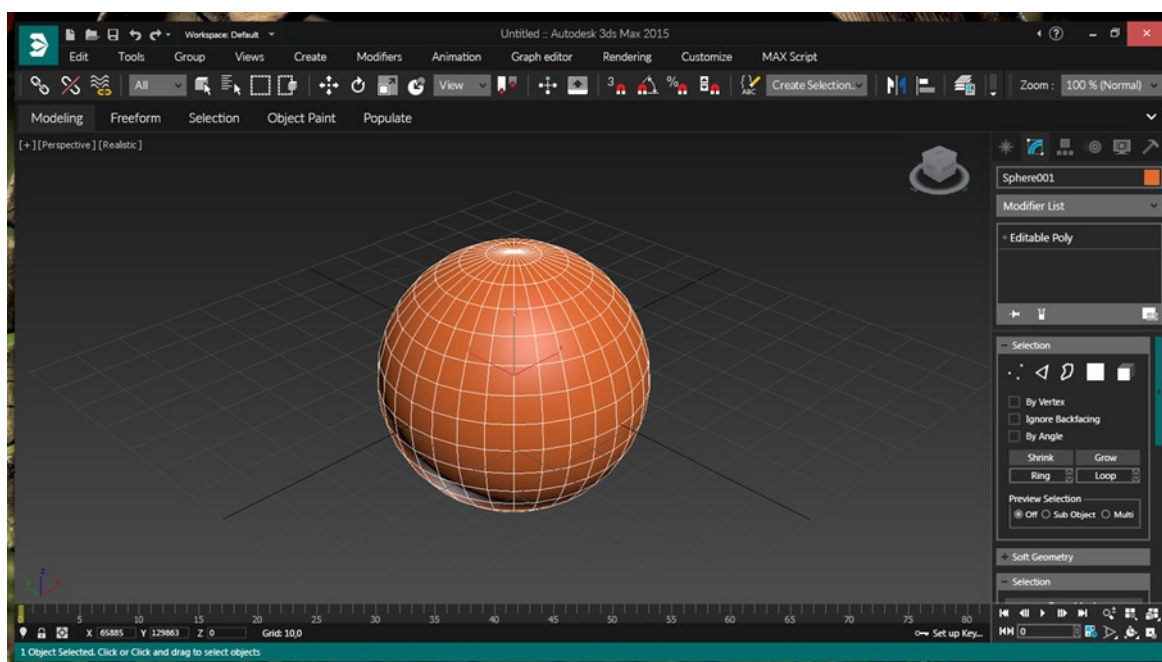 Workspace: Default
Untitled :: Autodesk 3ds Max 2015
Edit Tools Group Views Create Modifiers Animation Graph editor Rendering Customize MAX Script
All View 3 % ABC Create Selection... Zoom : 100 % (Normal)
Modeling Freeform Selection Object Paint Populate
[+][Perspective][Realistic]
Sphere001
Modifier List
Editable Poly
Selection
By Vertex
Ignore Backfacing
By Angle
Shrink Grow
Ring Loop
Preview Selection
Off Sub Object Multi
Soft Geometry
Selection
z
0 5 10 15 20 25 30 35 40 45 50 55 60 65 70 75 80
X 65885 Y 129863 Z 0 Grid: 10,0 Set up Key... 0
1 Object Selected. Click or Click and drag to select objects